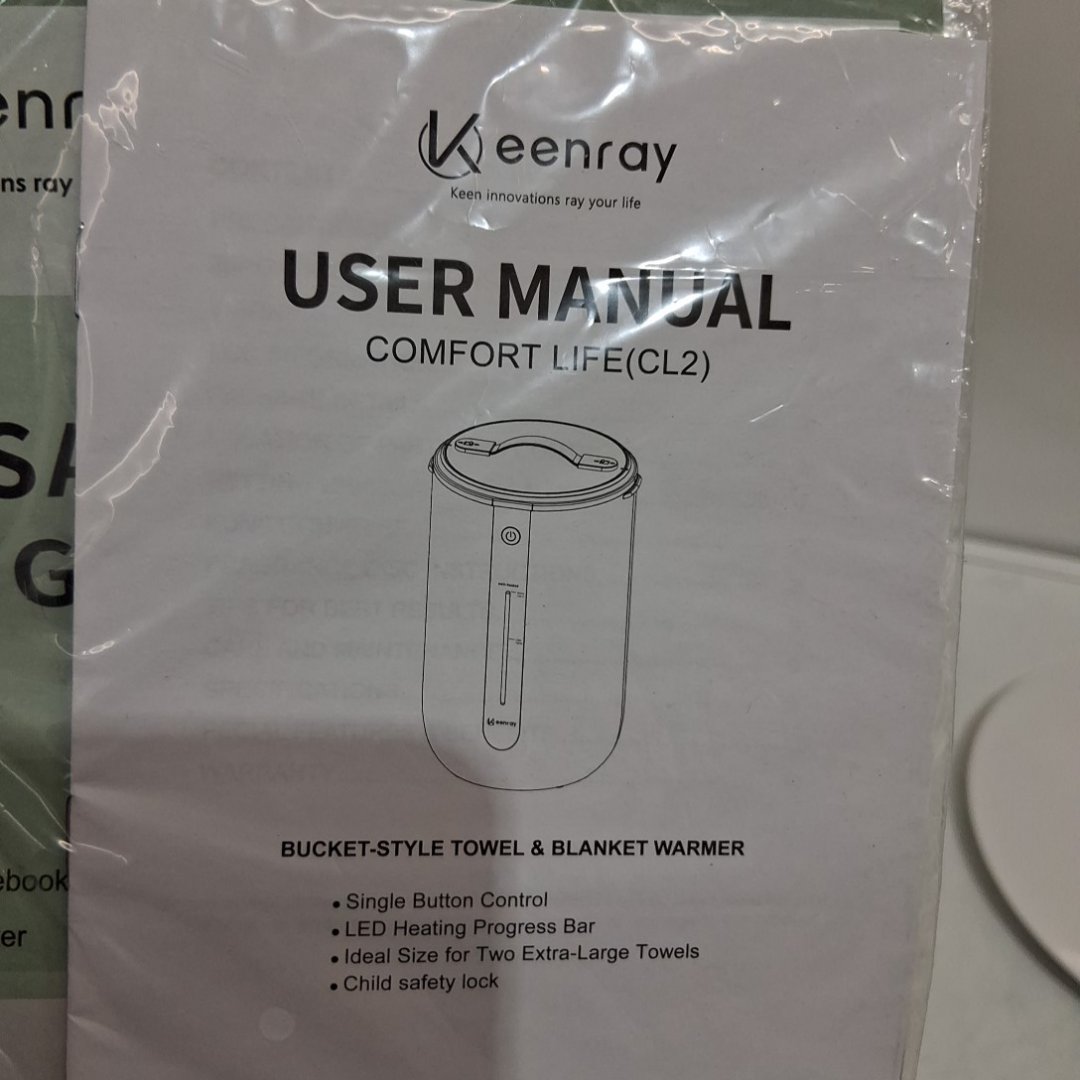 enr
ns ray
SA
G
ebook
er
Keenray
Keen innovations ray your life
USER MANUAL
COMFORT LIFE(CL2)
Keenray
BUCKET-STYLE TOWEL & BLANKET WARMER
• Single Button Control
• LED Heating Progress Bar
• Ideal Size for Two Extra-Large Towels
• Child safety lock